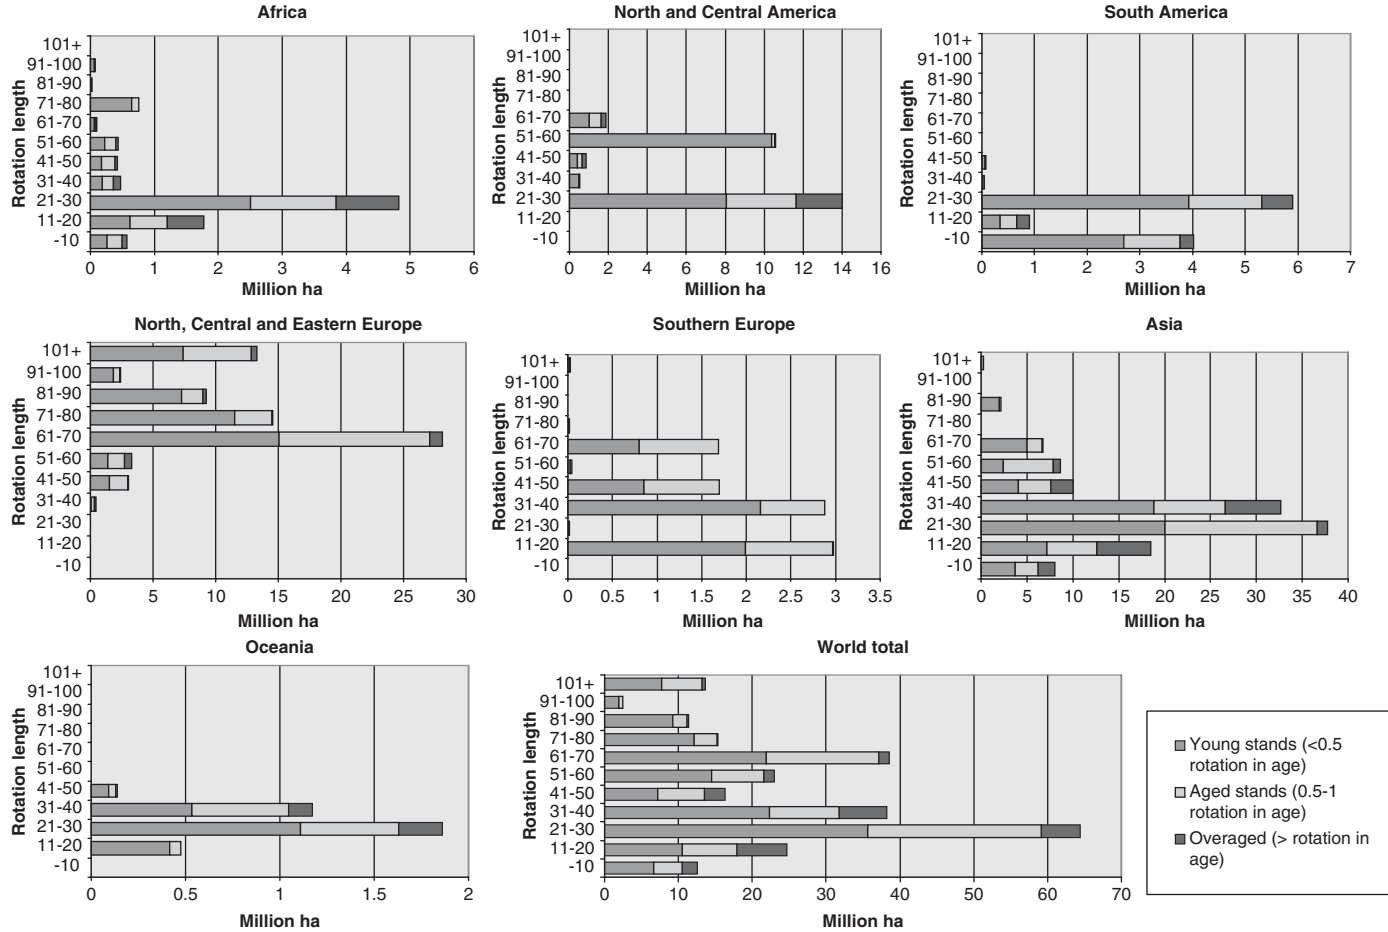 Africa
Rotation length
101+
91-100
81-90
71-80
61-70
51-60
41-50
31-40
21-30
11-20
-10
0 1 2 3 4 5 6
Million ha
North and Central America
Rotation length
101+
91-100
81-90
71-80
61-70
51-60
41-50
31-40
21-30
11-20
-10
0 2 4 6 8 10 12 14 16
Million ha
South America
Rotation length
101+
91-100
81-90
71-80
61-70
51-60
41-50
31-40
21-30
11-20
-10
0 1 2 3 4 5 6 7
Million ha
North, Central and Eastern Europe
Rotation length
101+
91-100
81-90
71-80
61-70
51-60
41-50
31-40
21-30
11-20
-10
0 5 10 15 20 25 30
Million ha
Southern Europe
Rotation length
101+
91-100
81-90
71-80
61-70
51-60
41-50
31-40
21-30
11-20
-10
0 0.5 1 1.5 2 2.5 3 3.5
Million ha
Asia
Rotation length
101+
91-100
81-90
71-80
61-70
51-60
41-50
31-40
21-30
11-20
-10
0 5 10 15 20 25 30 35 40
Million ha
Oceania
Rotation length
101+
91-100
81-90
71-80
61-70
51-60
41-50
31-40
21-30
11-20
-10
0 0.5 1 1.5 2
Million ha
World total
Rotation length
101+
91-100
81-90
71-80
61-70
51-60
41-50
31-40
21-30
11-20
-10
0 10 20 30 40 50 60 70
Million ha
Young stands (<0.5
rotation in age)
Aged stands (0.5-1
rotation in age)
Overaged (> rotation in
age)